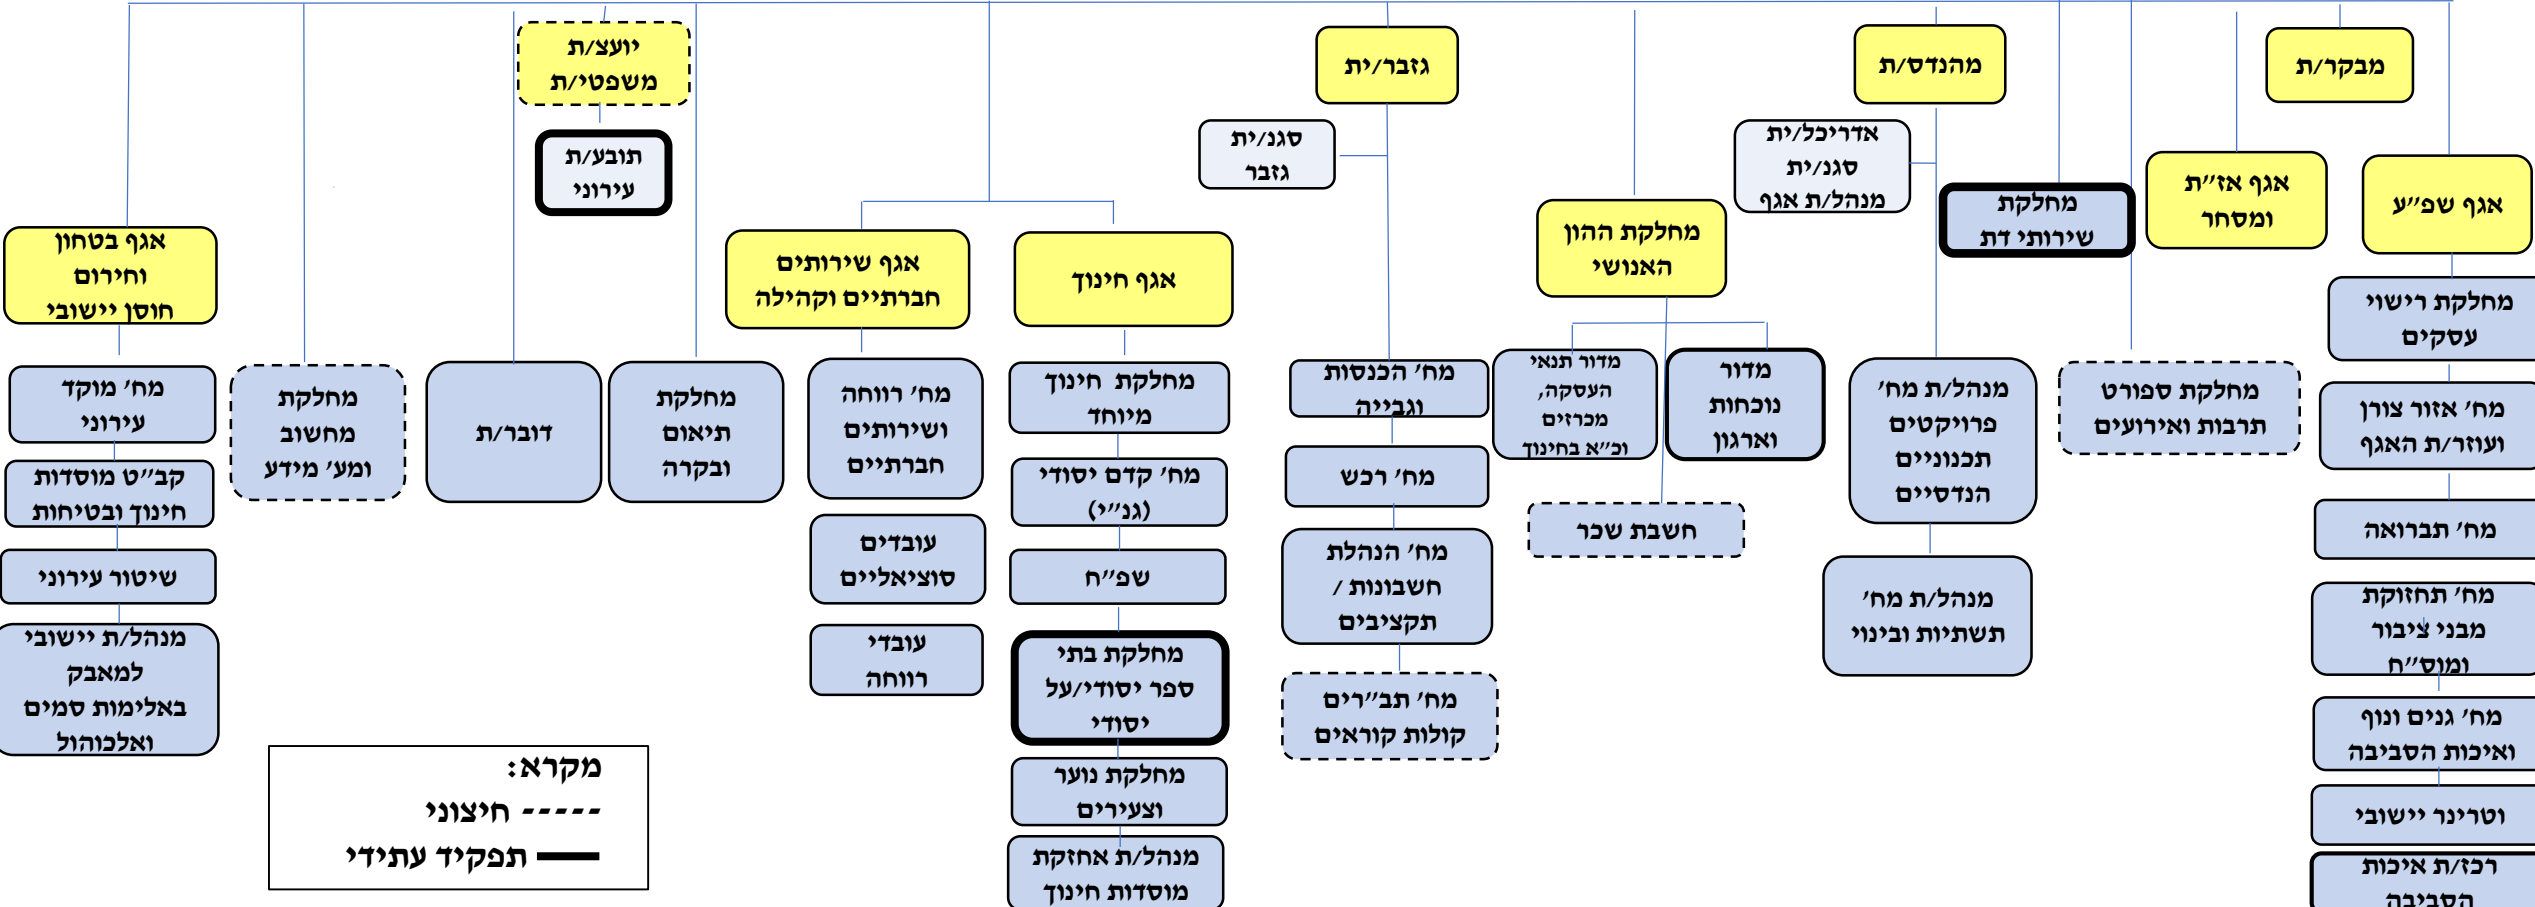 מבקר/ת
אגף שפ״ע
מחלקת רישוי
עסקים
מח׳ אזור צורן
ועוזר/ת האגף
מח׳ תברואה
מח׳ תחזוקת
מבני ציבור
ומוס״ח
מח׳ גנים ונוף
ואיכות הסביבה
וטרינר יישובי
רכז/ת איכות
הסביבה
אגף אז״ת
ומסחר
מחלקת ספורט
תרבות ואירועים
מחלקת
שירותי דת
מהנדס/ת
אדריכל/ית
סגנ/ית
מנהל/ת אגף
מנהל/ת מח׳
פרויקטים
תכנוניים
הנדסיים
מנהל/ת מח׳
תשתיות ובינוי
מחלקת ההון
האנושי
מדור
נוכחות
וארגון
מדור תנאי
העסקה,
מכרזים
וכ״א בחינוך
חשבת שכר
גזבר/ית
סגנ/ית
גזבר
מח׳ הכנסות
וגבייה
מח׳ רכש
מח׳ הנהלת
חשבונות /
תקציבים
מח׳ תב״רים
קולות קוראים
אגף חינוך
מחלקת חינוך
מיוחד
מח׳ קדם יסודי
(גנ״י)
שפ״ח
מחלקת בתי
ספר יסודי/על
יסודי
מחלקת נוער
וצעירים
מנהל/ת אחזקת
מוסדות חינוך
אגף שירותים
חברתיים וקהילה
מח׳ רווחה
ושירותים
חברתיים
עובדים
סוציאליים
עובדי
רווחה
מחלקת
תיאום
ובקרה
יועצ/ת
משפטי/ת
תובע/ת
עירוני
דובר/ת
מחלקת
מחשוב
ומע׳ מידע
אגף בטחון
וחירום
חוסן יישובי
מח׳ מוקד
עירוני
קב״ט מוסדות
חינוך ובטיחות
שיטור עירוני
מנהל/ת יישובי
למאבק
באלימות סמים
ואלכוהול
מקרא:
----- חיצוני
תפקיד עתידי